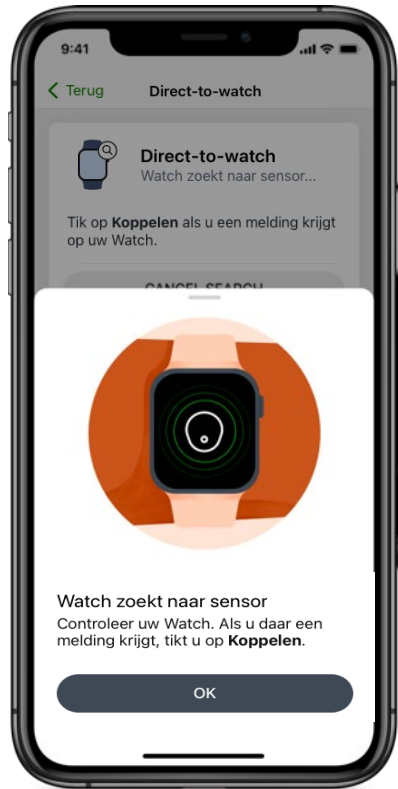 9:41
Terug
Direct-to-watch
Direct-to-watch
Watch zoekt naar sensor...
Tik op Koppelen als u een melding krijgt
op uw Watch.
CANCEL SEARCH
Watch zoekt naar sensor
Controleer uw Watch. Als u daar een
melding krijgt, tikt u op Koppelen.
OK